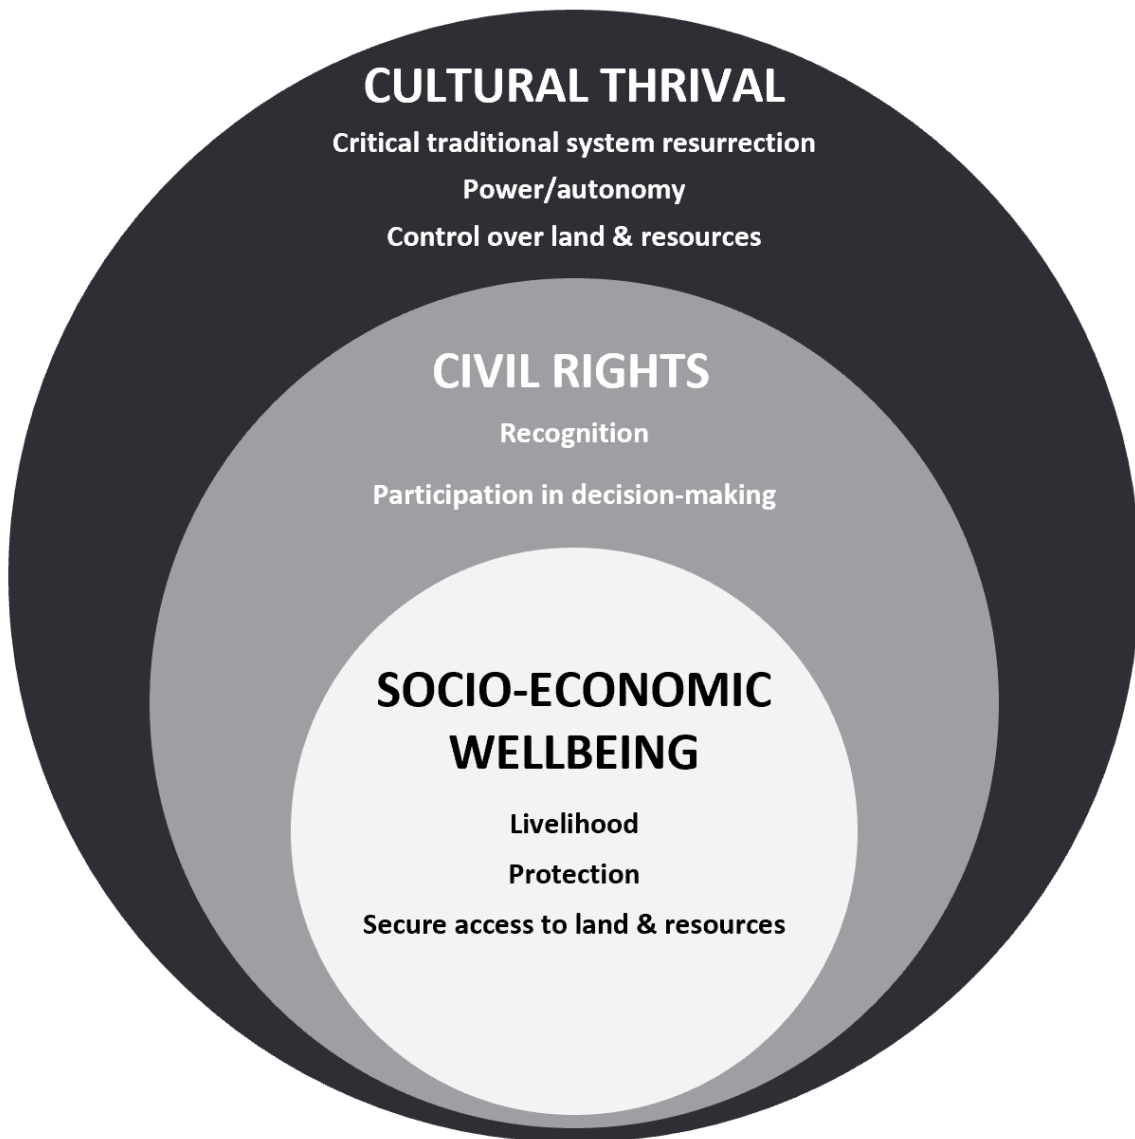 CULTURAL THRIVAL
Critical traditional system resurrection
Power/autonomy
Control over land & resources
CIVIL RIGHTS
Recognition
Participation in decision-making
SOCIO-ECONOMIC
WELLBEING
Livelihood
Protection
Secure access to land & resources